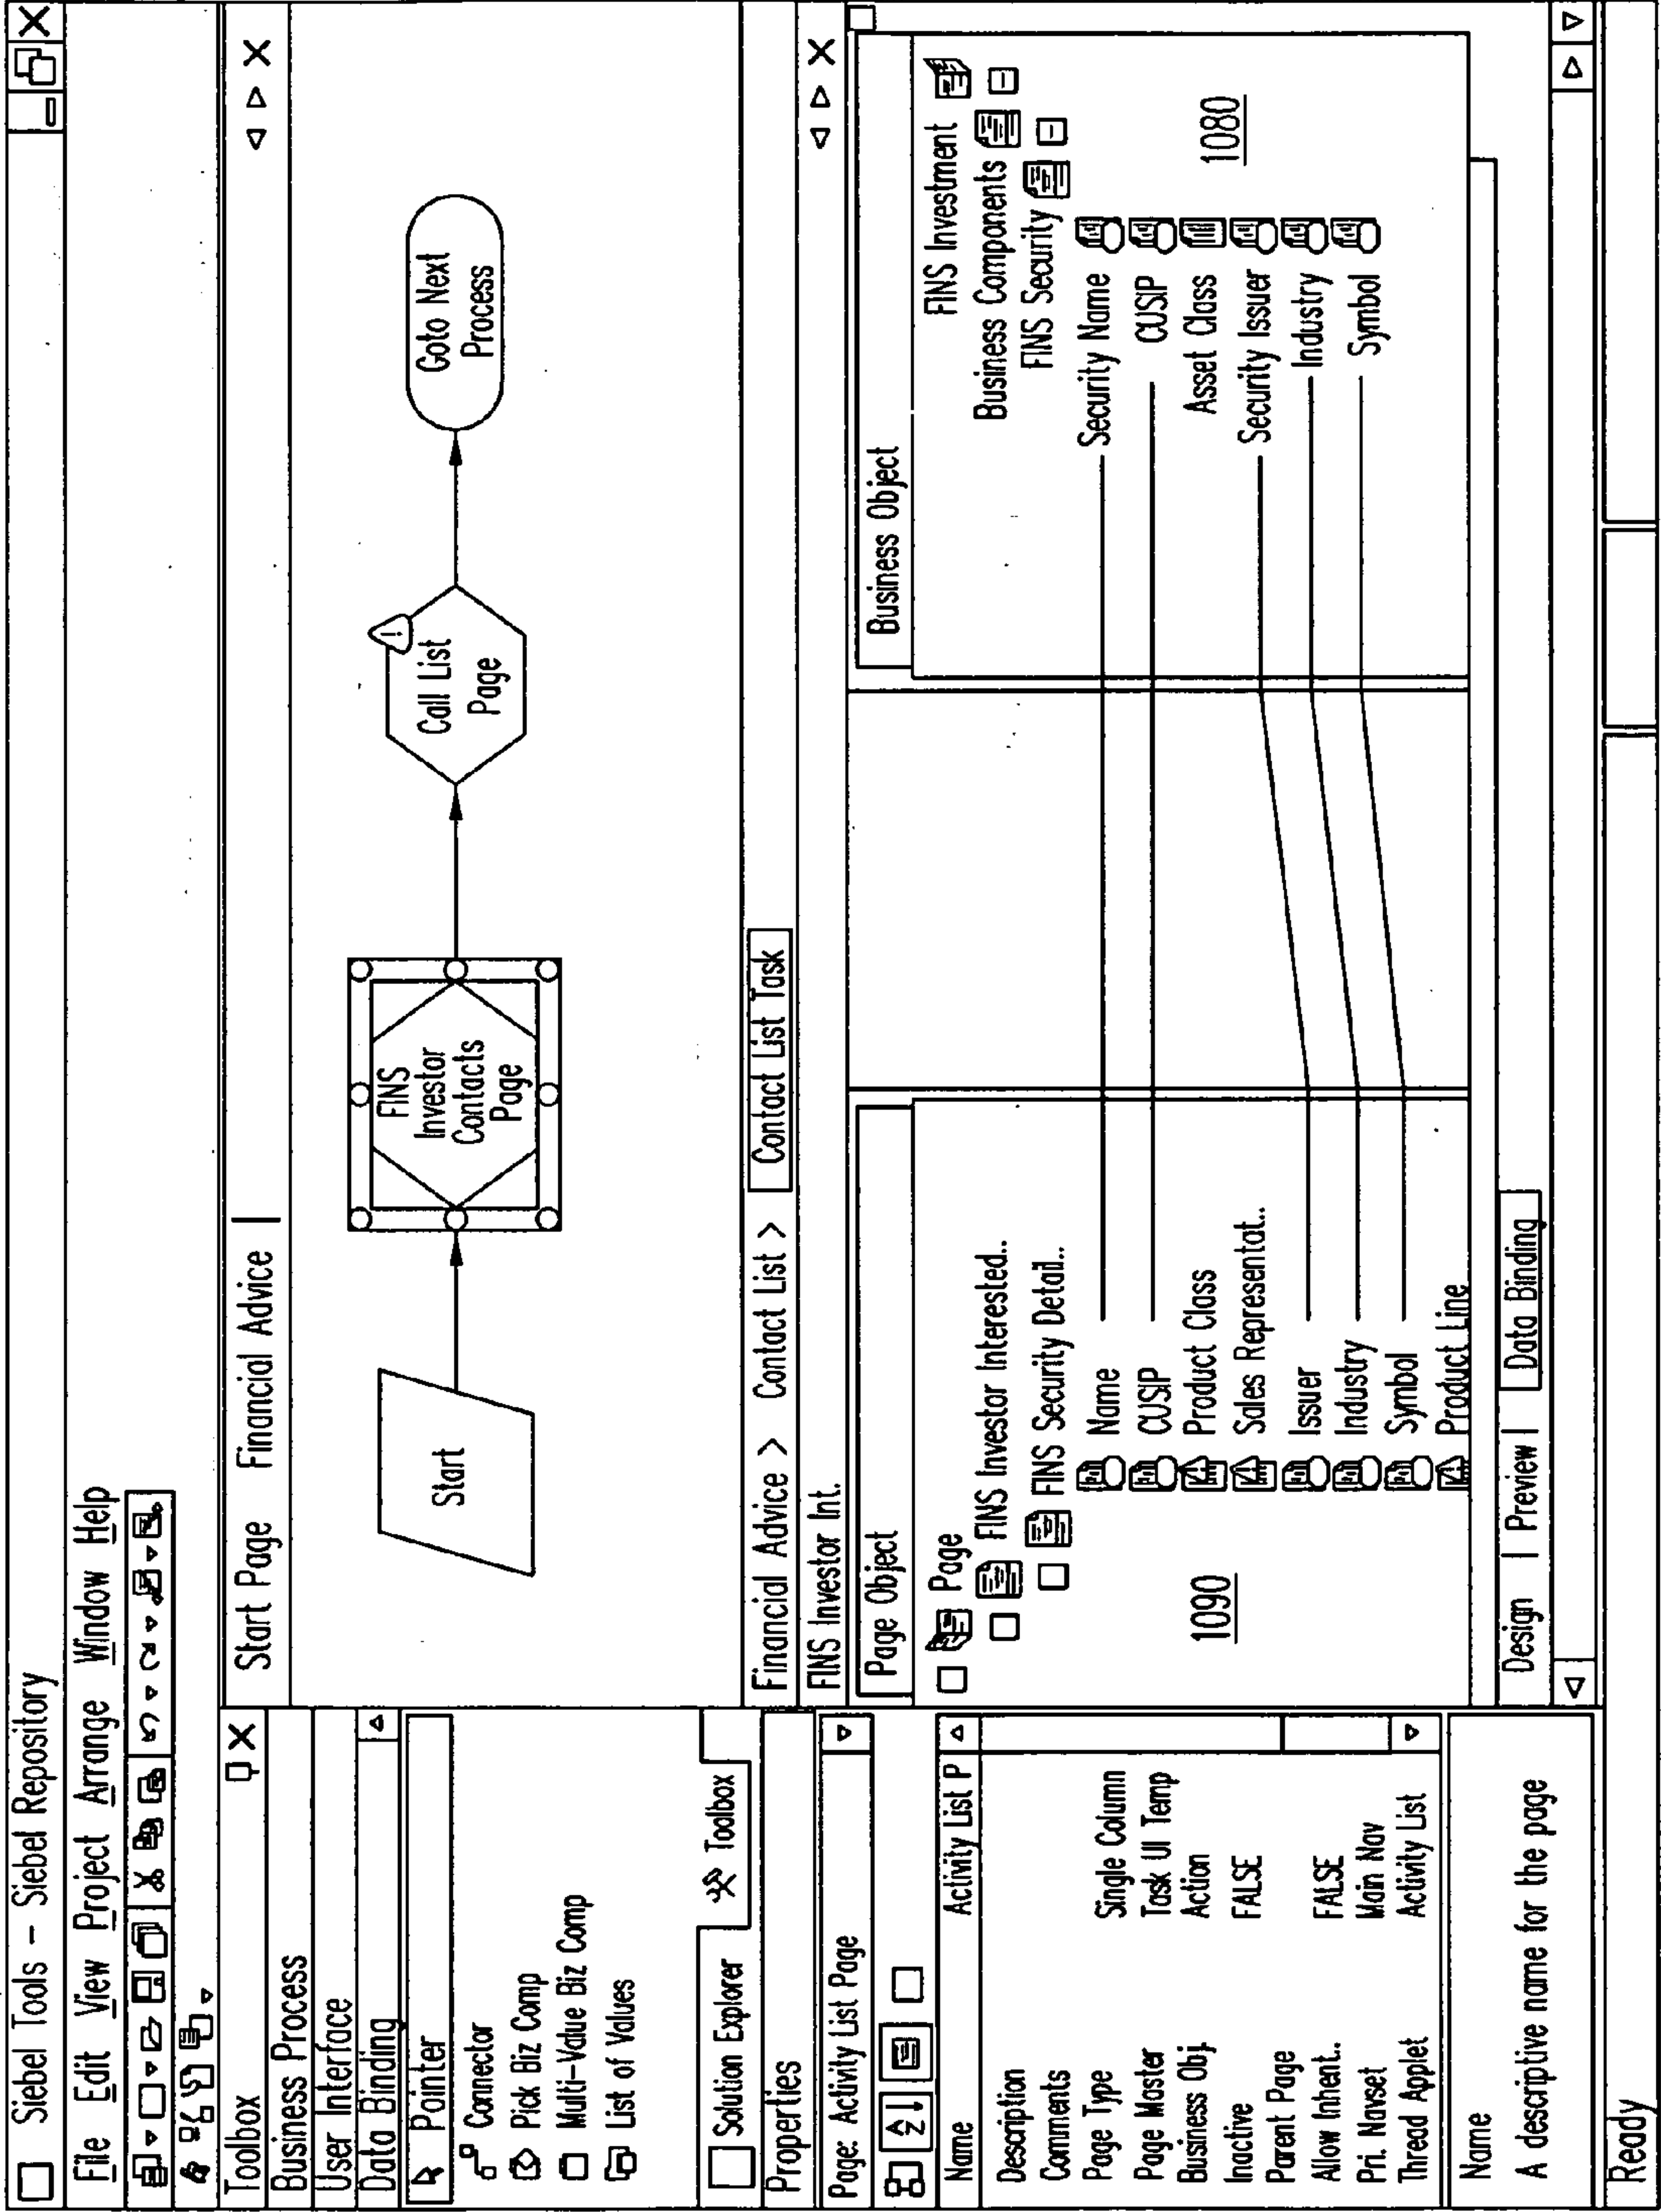 Siebel Tools – Siebel Repository
File Edit View Project Arrange Window Help
Toolbox
Business Process
User Interface
Data Binding
Pointer
Connector
Pick Biz Comp
Multi-Value Biz Comp
List of Values
Solution Explorer
Toolbox
Properties
Page: Activity List Page
Name Activity List P
Description
Comments
Page Type Single Column
Page Master Task UI Temp
Business Obj. Action
Inactive FALSE
Parent Page
Allow Inhent.. FALSE
Pri. Navset Main Nav
Thread Applet Activity List
Name
A descriptive name for the page
Ready
Start Page Financial Advice
Start
FINS
Investor
Contacts
Page
Call List
Page
!
Goto Next
Process
Financial Advice > Contact List > Contact List Task
FINS Investor Int.
Page Object
Page
FINS Investor Interested..
FINS Security Detail..
Name
CUSIP
Product Class
Sales Representat..
Issuer
Industry
Symbol
Product Line
1090
Business Object
FINS Investment
Business Components
FINS Security
Security Name
CUSIP
Asset Class
Security Issuer
Industry
Symbol
1080
Design | Preview | Data Binding